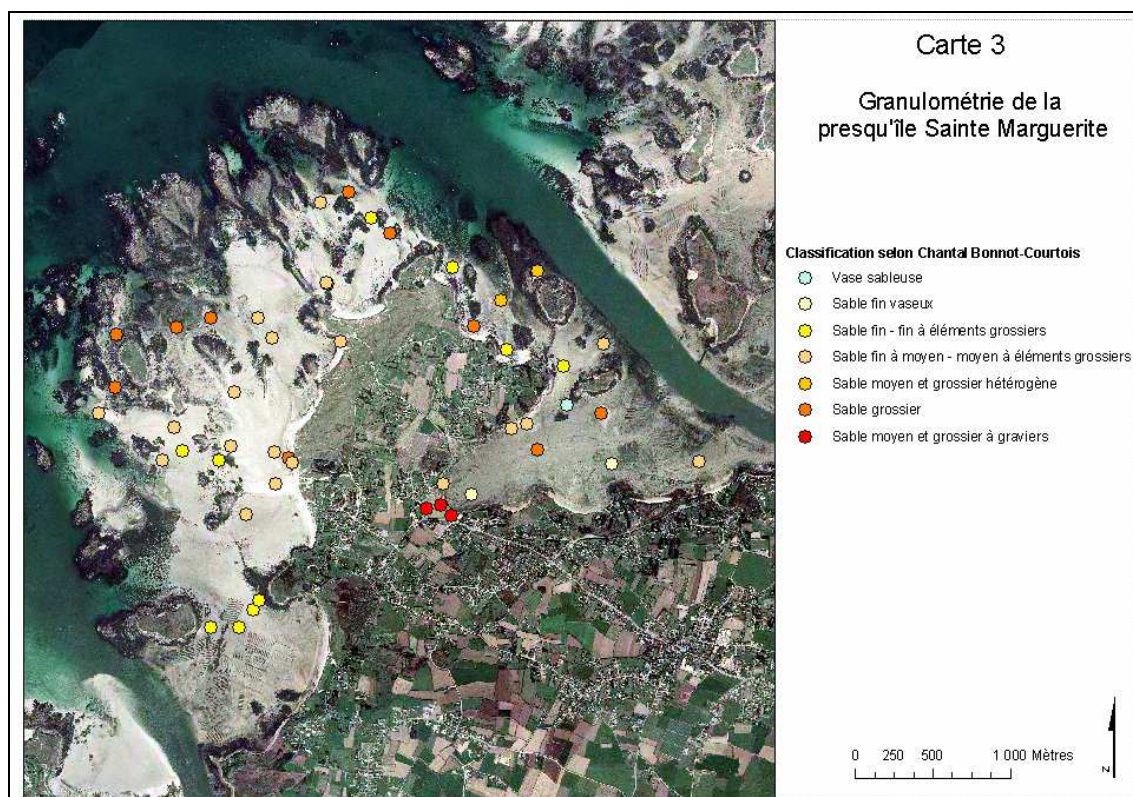 Carte 3
Granulométrie de la
presqu'île Sainte Marguerite
Classification selon Chantal Bonnot-Courtois
Vase sableuse
Sable fin vaseux
Sable fin - fin à éléments grossiers
Sable fin à moyen - moyen à éléments grossiers
Sable moyen et grossier hétérogène
Sable grossier
Sable moyen et grossier à graviers
0 250 500 1 000 Mètres
N